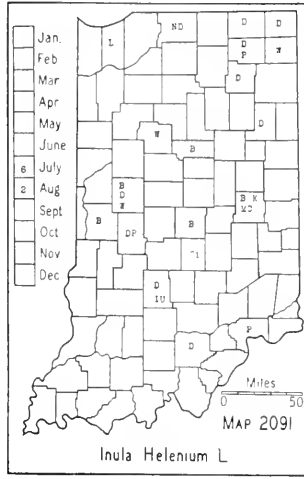 Jan.
Feb
Mar
Apr
May
June
6 July
2 Aug
Sept
Oct
Nov
Dec
L
ND
D D
D W
P
D
D
W
B
B
D
W
B K
B
DP
B
D
IU
P
D
Miles
0 50
MAP 2091
Inula Helenium L